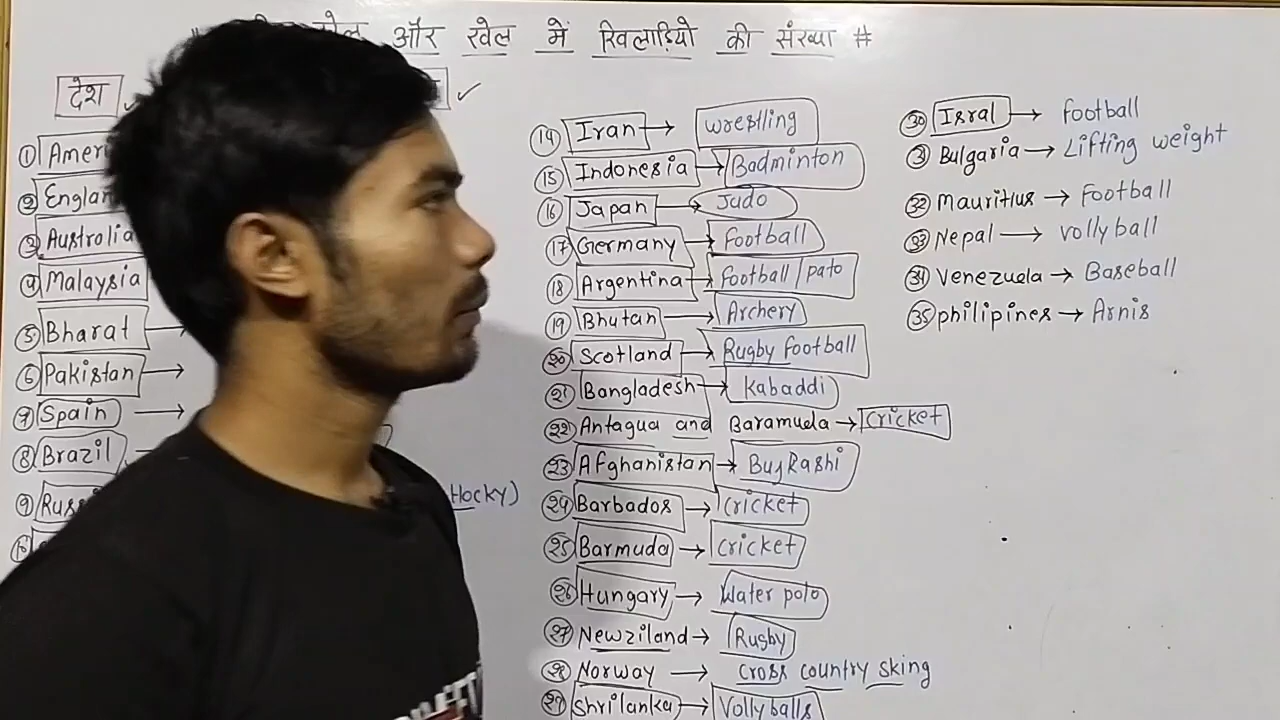 और खेल में खिलाड़ियो की संख्या #
देश
① Ameri
② Englan
③ Australia
④ Malaysia
⑤ Bharat →
⑥ Pakistan →
⑦ Spain →
⑧ Brazil
⑨ Russ
Hocky)
⑩
⑭ Iran → wrestling
⑮ Indonesia → Badminton
⑯ Japan → Judo
⑰ Germany → football
⑱ Argentina → football/pato
⑲ Bhutan → Archery
⑳ Scotland → Rugby football
㉑ Bangladesh → Kabaddi
㉒ Antagua and Baramuda → cricket
㉓ Afghanistan → BuzKashi
㉔ Barbados → cricket
㉕ Barmuda → cricket
㉖ Hungary → Water polo
㉗ Newziland → Rugby
㉘ Norway → cross country sking
㉙ Shrilanka → Vollyballs
㉚ Isral → football
㉛ Bulgaria → Lifting weight
㉜ Mauritius → Football
㉝ Nepal → vollyball
㉞ Venezuela → Baseball
㉟ philipines → Arnis